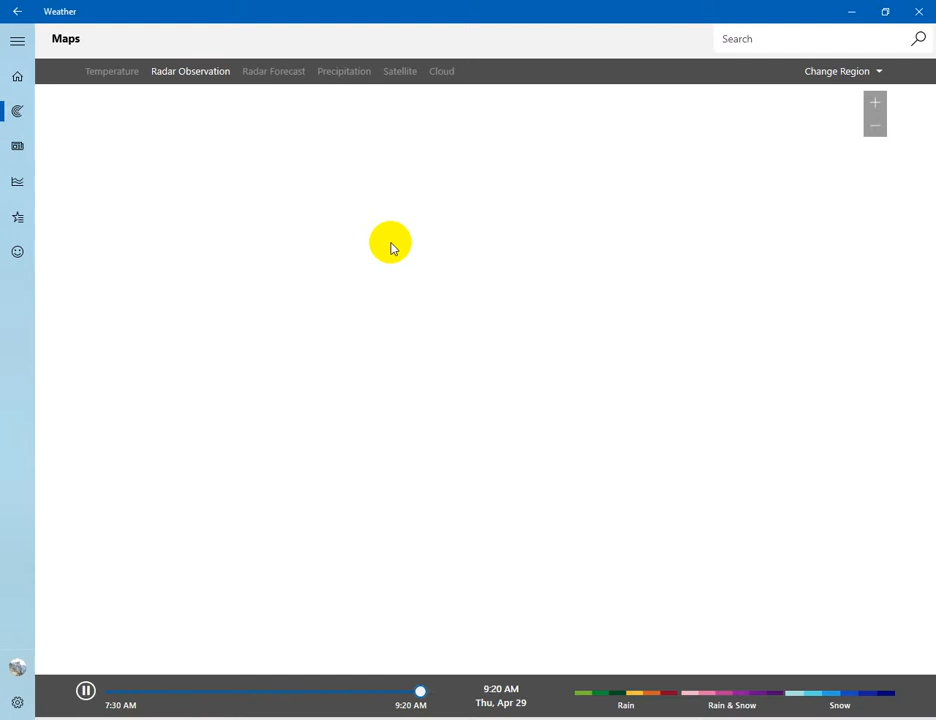 Weather
Maps
Search
Temperature Radar Observation Radar Forecast Precipitation Satellite Cloud Change Region
9:20 AM
7:30 AM 9:20 AM Thu, Apr 29 Rain Rain & Snow Snow